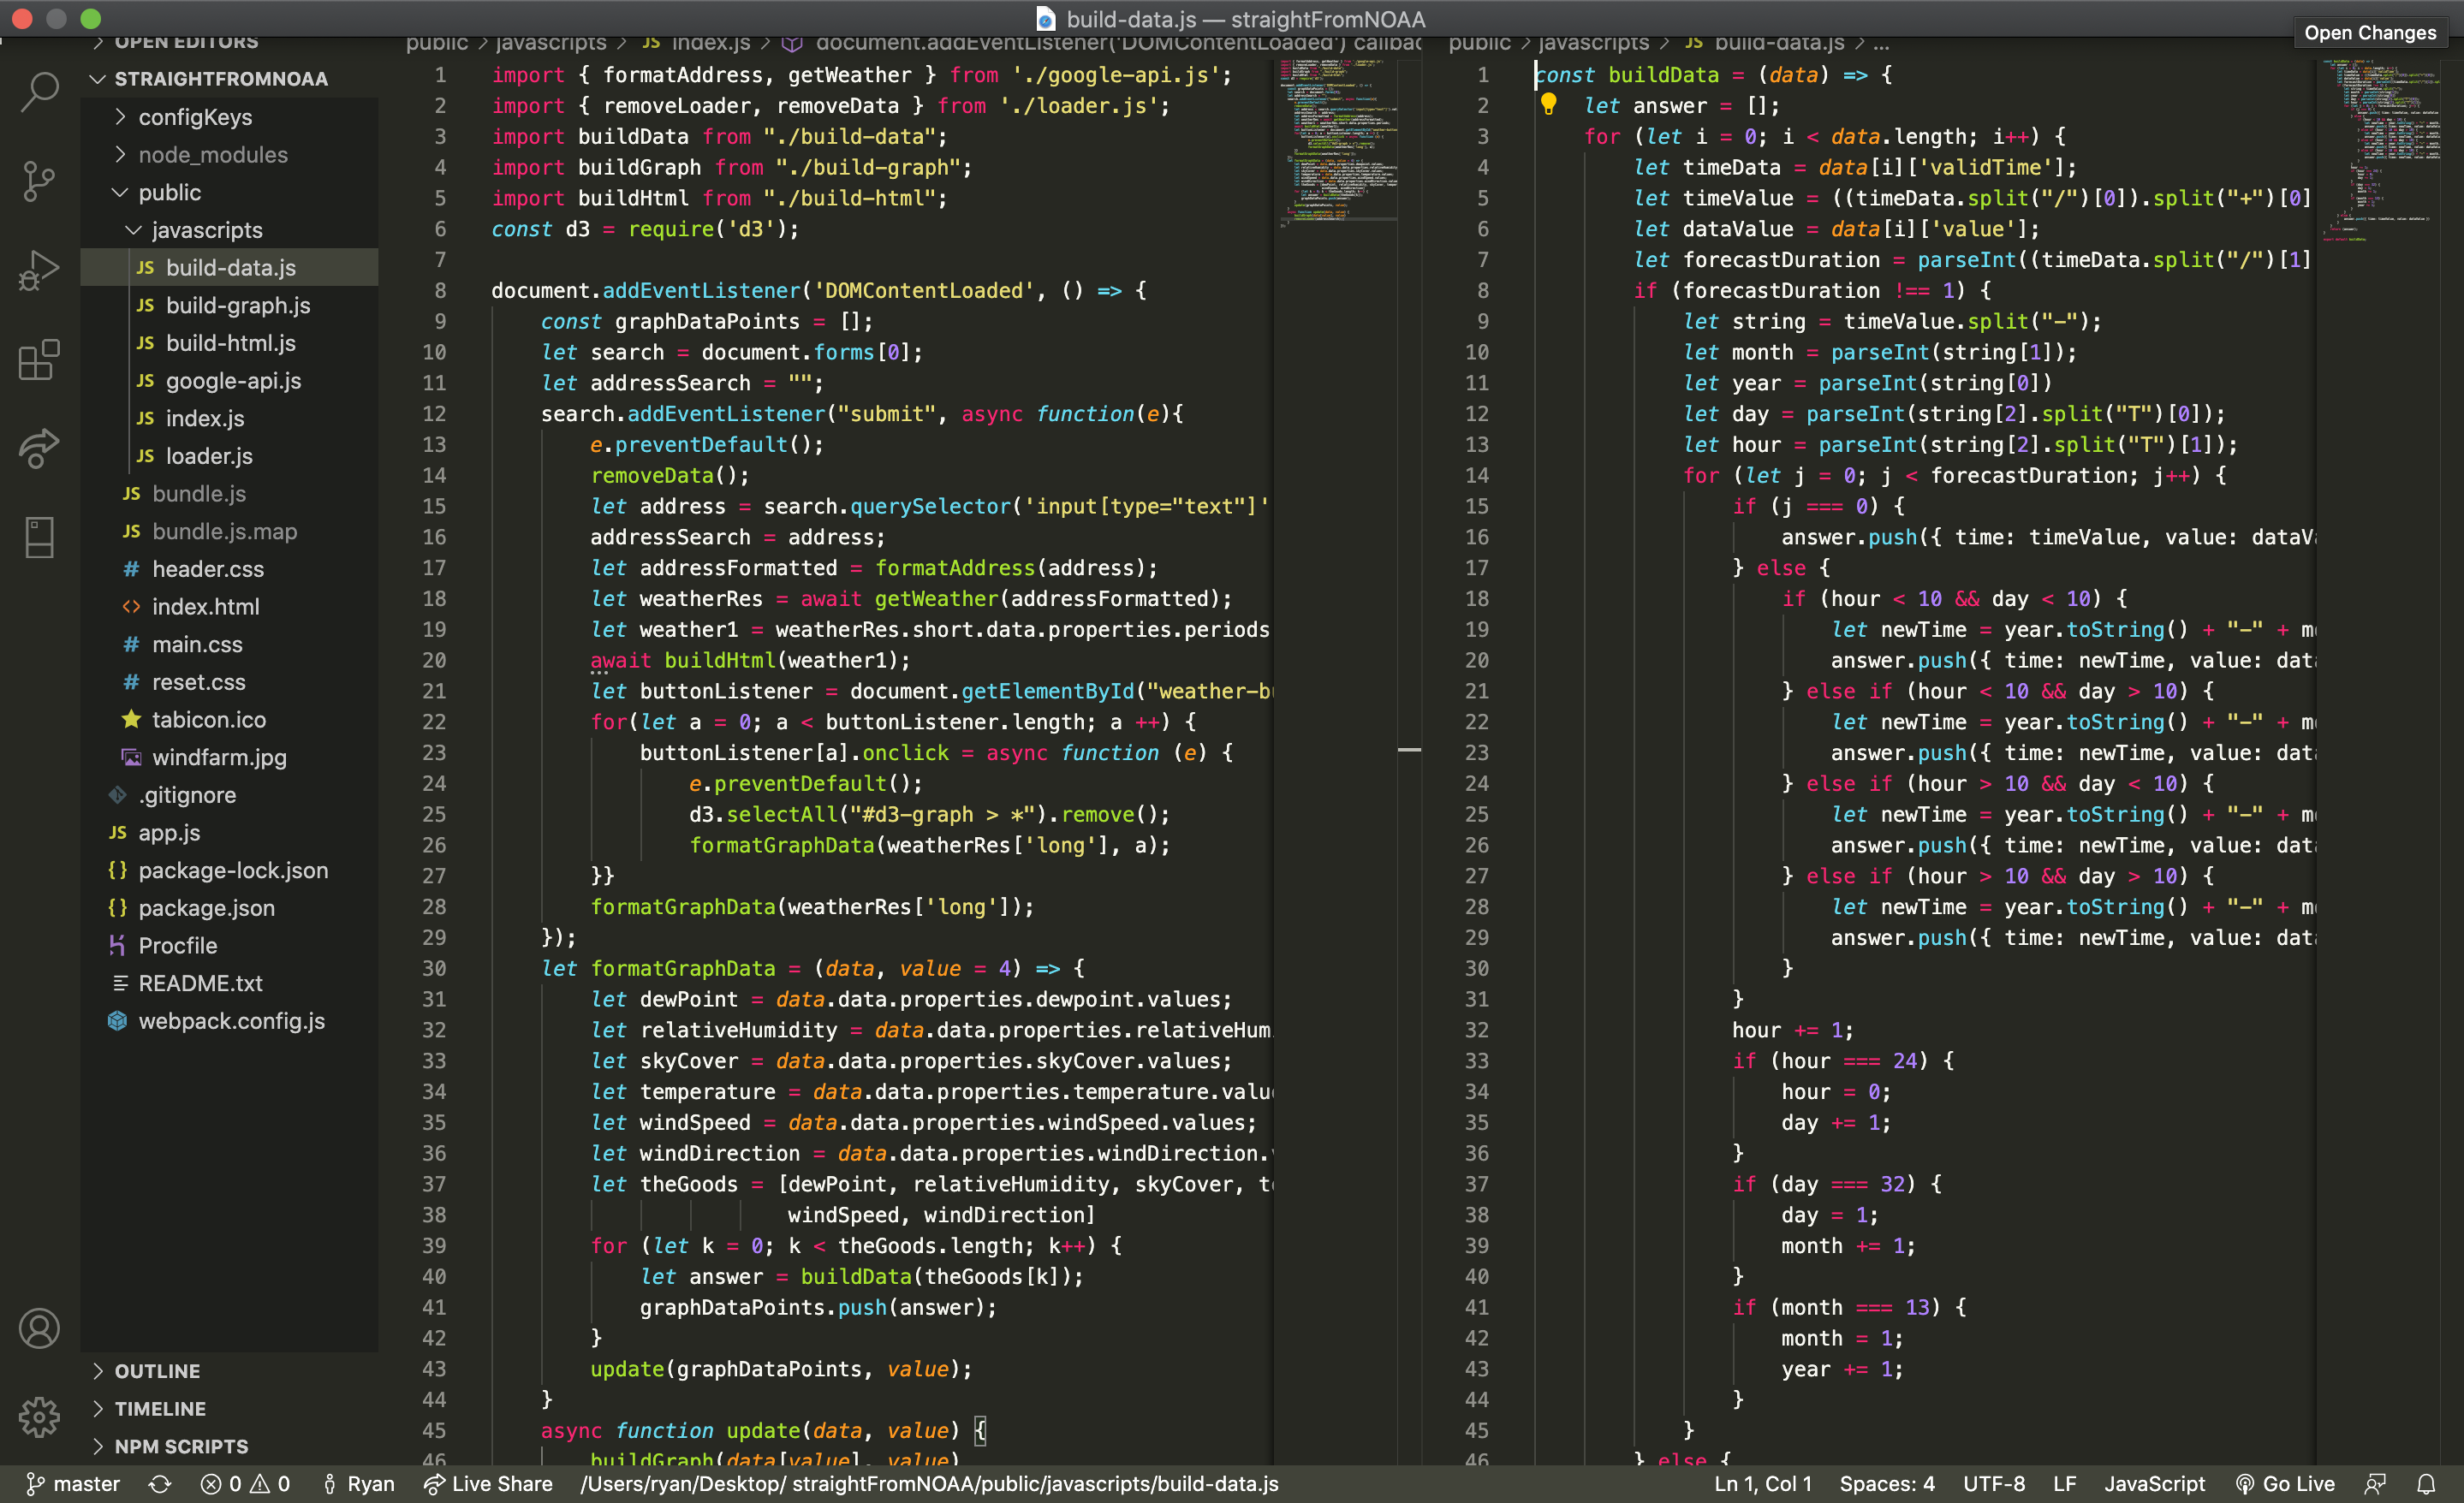 build-data.js — straightFromNOAA
Open Changes
OPEN EDITORS
STRAIGHTFROMNOAA
configKeys
node_modules
public
javascripts
JS build-data.js
JS build-graph.js
JS build-html.js
JS google-api.js
JS index.js
JS loader.js
JS bundle.js
JS bundle.js.map
# header.css
<> index.html
# main.css
# reset.css
tabicon.ico
windfarm.jpg
.gitignore
JS app.js
{} package-lock.json
{} package.json
Procfile
README.txt
webpack.config.js
OUTLINE
TIMELINE
NPM SCRIPTS
public > javascripts > JS index.js > document.addEventListener('DOMContentLoaded') callbac
1 import { formatAddress, getWeather } from './google-api.js';
2 import { removeLoader, removeData } from './loader.js';
3 import buildData from "./build-data";
4 import buildGraph from "./build-graph";
5 import buildHtml from "./build-html";
6 const d3 = require('d3');
7
8 document.addEventListener('DOMContentLoaded', () => {
9 const graphDataPoints = [];
10 let search = document.forms[0];
11 let addressSearch = "";
12 search.addEventListener("submit", async function(e){
13 e.preventDefault();
14 removeData();
15 let address = search.querySelector('input[type="text"]'
16 addressSearch = address;
17 let addressFormatted = formatAddress(address);
18 let weatherRes = await getWeather(addressFormatted);
19 let weather1 = weatherRes.short.data.properties.periods
20 await buildHtml(weather1);
21 let buttonListener = document.getElementById("weather-b
22 for(let a = 0; a < buttonListener.length; a ++) {
23 buttonListener[a].onclick = async function (e) {
24 e.preventDefault();
25 d3.selectAll("#d3-graph > *").remove();
26 formatGraphData(weatherRes['long'], a);
27 }}
28 formatGraphData(weatherRes['long']);
29 });
30 let formatGraphData = (data, value = 4) => {
31 let dewPoint = data.data.properties.dewpoint.values;
32 let relativeHumidity = data.data.properties.relativeHum
33 let skyCover = data.data.properties.skyCover.values;
34 let temperature = data.data.properties.temperature.valu
35 let windSpeed = data.data.properties.windSpeed.values;
36 let windDirection = data.data.properties.windDirection.
37 let theGoods = [dewPoint, relativeHumidity, skyCover, t
38 windSpeed, windDirection]
39 for (let k = 0; k < theGoods.length; k++) {
40 let answer = buildData(theGoods[k]);
41 graphDataPoints.push(answer);
42 }
43 update(graphDataPoints, value);
44 }
45 async function update(data, value) {
46 buildGraph(data[value], value)
public > javascripts > JS build-data.js > ...
1 const buildData = (data) => {
2 let answer = [];
3 for (let i = 0; i < data.length; i++) {
4 let timeData = data[i]['validTime'];
5 let timeValue = ((timeData.split("/")[0]).split("+")[0]
6 let dataValue = data[i]['value'];
7 let forecastDuration = parseInt((timeData.split("/")[1]
8 if (forecastDuration !== 1) {
9 let string = timeValue.split("-");
10 let month = parseInt(string[1]);
11 let year = parseInt(string[0])
12 let day = parseInt(string[2].split("T")[0]);
13 let hour = parseInt(string[2].split("T")[1]);
14 for (let j = 0; j < forecastDuration; j++) {
15 if (j === 0) {
16 answer.push({ time: timeValue, value: dataVa
17 } else {
18 if (hour < 10 && day < 10) {
19 let newTime = year.toString() + "-" + m
20 answer.push({ time: newTime, value: dat
21 } else if (hour < 10 && day > 10) {
22 let newTime = year.toString() + "-" + m
23 answer.push({ time: newTime, value: dat
24 } else if (hour > 10 && day < 10) {
25 let newTime = year.toString() + "-" + m
26 answer.push({ time: newTime, value: dat
27 } else if (hour > 10 && day > 10) {
28 let newTime = year.toString() + "-" + m
29 answer.push({ time: newTime, value: dat
30 }
31 }
32 hour += 1;
33 if (hour === 24) {
34 hour = 0;
35 day += 1;
36 }
37 if (day === 32) {
38 day = 1;
39 month += 1;
40 }
41 if (month === 13) {
42 month = 1;
43 year += 1;
44 }
45 }
46 } else {
master 0 0 Ryan Live Share /Users/ryan/Desktop/ straightFromNOAA/public/javascripts/build-data.js Ln 1, Col 1 Spaces: 4 UTF-8 LF JavaScript Go Live